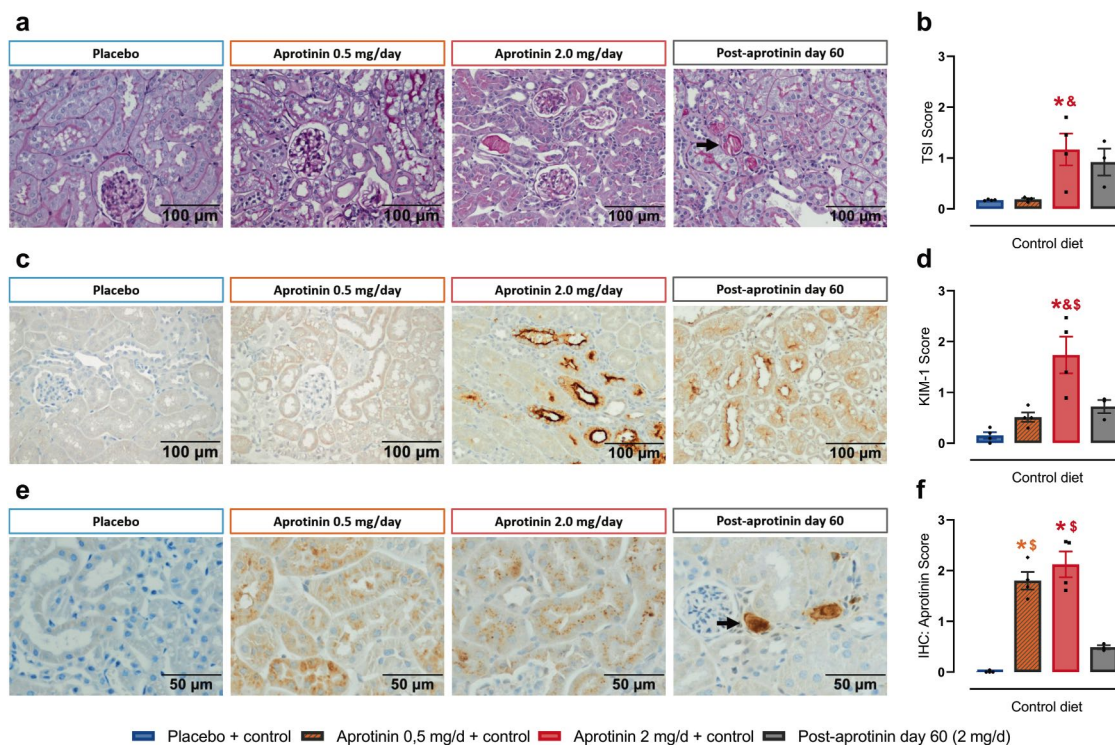 a
Placebo
Aprotinin 0.5 mg/day
Aprotinin 2.0 mg/day
Post-aprotinin day 60
100 µm
100 µm
100 µm
100 µm
b
TSI Score
3
2
1
0
*&
Control diet
c
Placebo
Aprotinin 0.5 mg/day
Aprotinin 2.0 mg/day
Post-aprotinin day 60
100 µm
100 µm
100 µm
100 µm
d
KIM-1 Score
3
2
1
0
*&$
Control diet
e
Placebo
Aprotinin 0.5 mg/day
Aprotinin 2.0 mg/day
Post-aprotinin day 60
50 µm
50 µm
50 µm
50 µm
f
IHC: Aprotinin Score
3
2
1
0
*$
*$
Control diet
Placebo + control Aprotinin 0,5 mg/d + control Aprotinin 2 mg/d + control Post-aprotinin day 60 (2 mg/d)